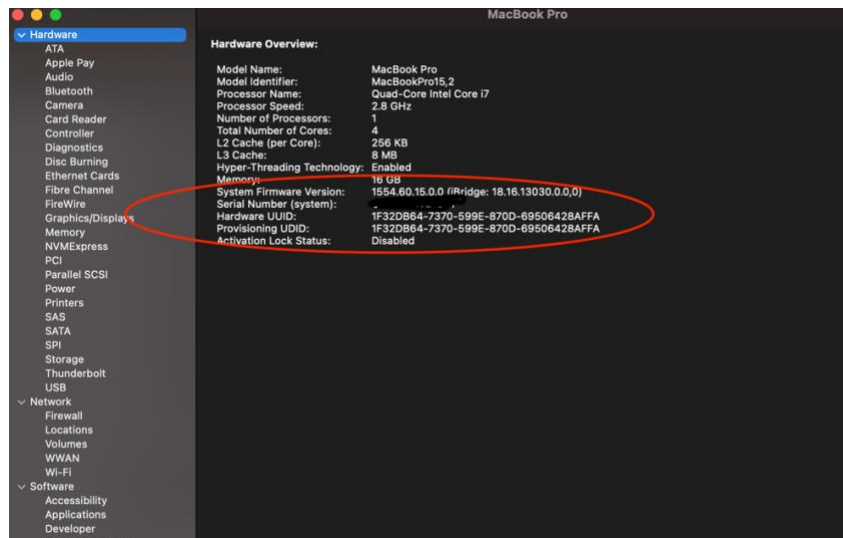 MacBook Pro
Hardware
ATA
Apple Pay
Audio
Bluetooth
Camera
Card Reader
Controller
Diagnostics
Disc Burning
Ethernet Cards
Fibre Channel
FireWire
Graphics/Displays
Memory
NVMExpress
PCI
Parallel SCSI
Power
Printers
SAS
SATA
SPI
Storage
Thunderbolt
USB
Network
Firewall
Locations
Volumes
WWAN
Wi-Fi
Software
Accessibility
Applications
Developer
Hardware Overview:
Model Name: MacBook Pro
Model Identifier: MacBookPro15,2
Processor Name: Quad-Core Intel Core i7
Processor Speed: 2.8 GHz
Number of Processors: 1
Total Number of Cores: 4
L2 Cache (per Core): 256 KB
L3 Cache: 8 MB
Hyper-Threading Technology: Enabled
Memory: 16 GB
System Firmware Version: 1554.60.15.0.0 (iBridge: 18.16.13030.0.0,0)
Serial Number (system):
Hardware UUID: 1F32DB64-7370-599E-870D-69506428AFFA
Provisioning UDID: 1F32DB64-7370-599E-870D-69506428AFFA
Activation Lock Status: Disabled